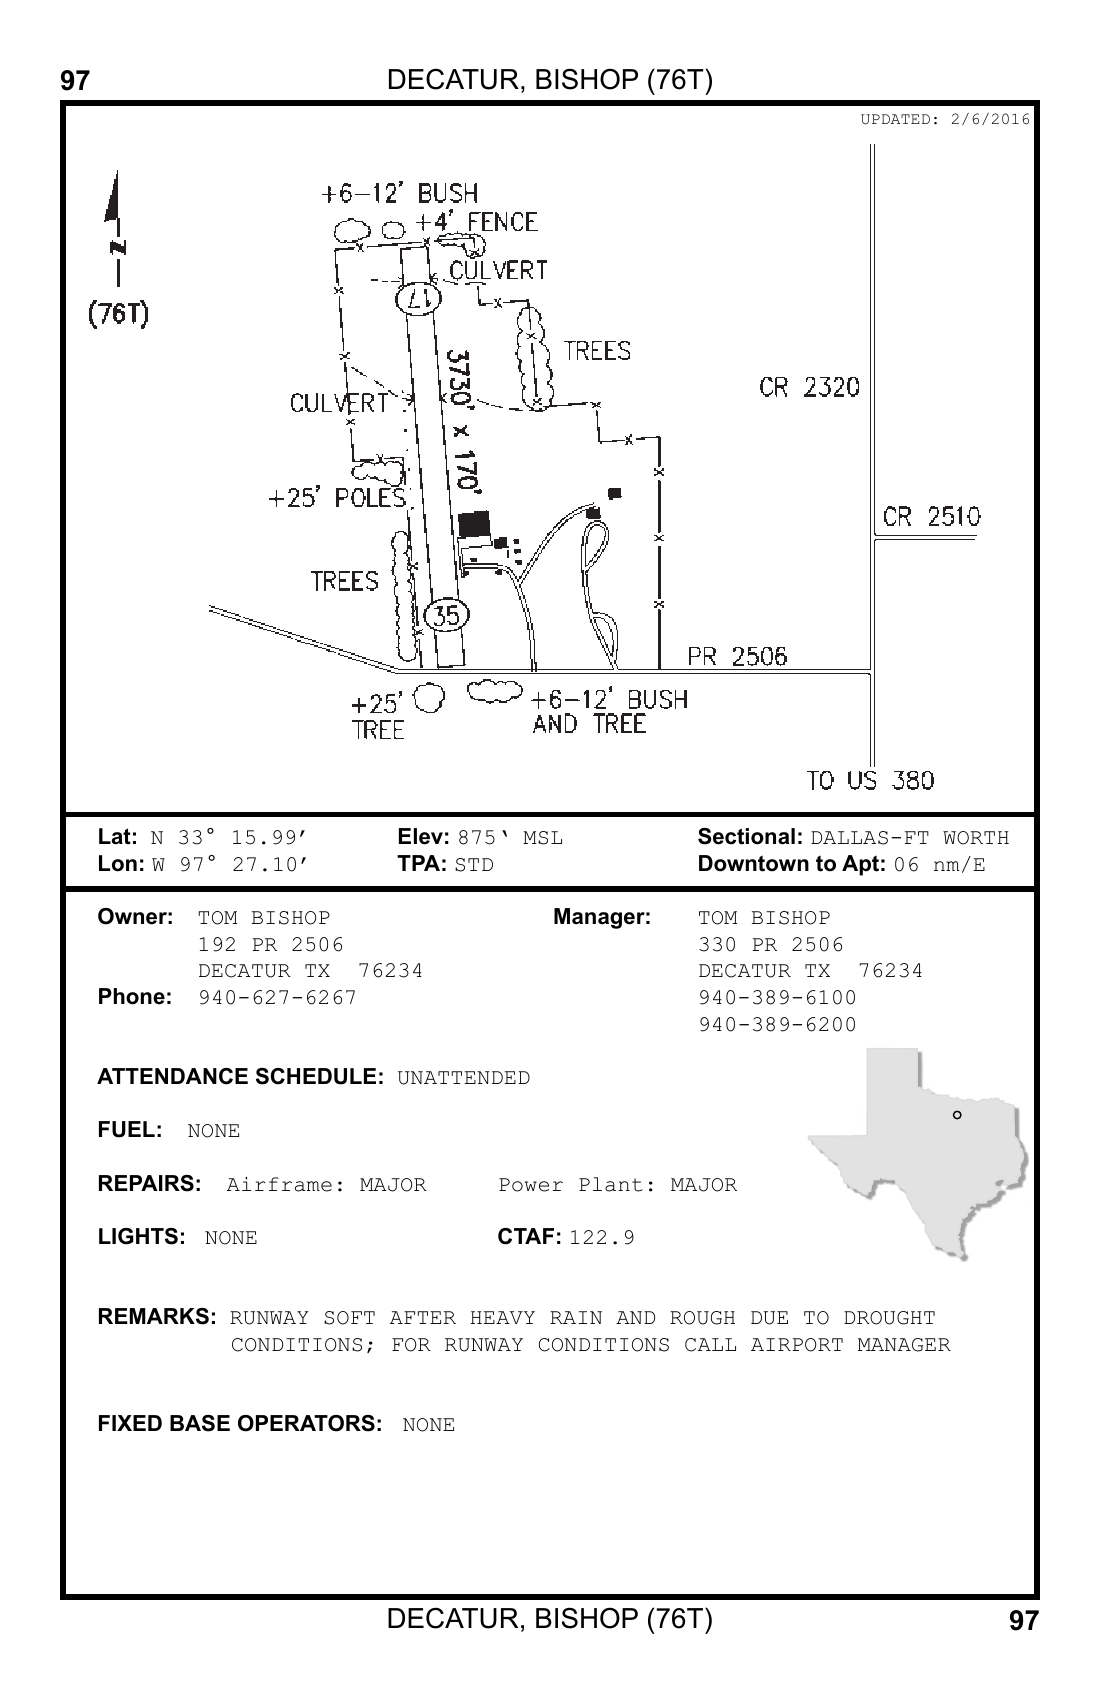 97 DECATUR, BISHOP (76T)
UPDATED: 2/6/2016
+6-12' BUSH
+4' FENCE
CULVERT
N
(76T)
17
TREES
3730' x 170'
CR 2320
CULVERT
+25' POLES
CR 2510
TREES
35
PR 2506
+25'
TREE
+6-12' BUSH
AND TREE
TO US 380
Lat: N 33° 15.99′ Elev: 875‘ MSL Sectional: DALLAS-FT WORTH
Lon: W 97° 27.10′ TPA: STD Downtown to Apt: 06 nm/E
Owner: TOM BISHOP Manager: TOM BISHOP
192 PR 2506 330 PR 2506
DECATUR TX 76234 DECATUR TX 76234
Phone: 940-627-6267 940-389-6100
940-389-6200
ATTENDANCE SCHEDULE: UNATTENDED
FUEL: NONE
REPAIRS: Airframe: MAJOR Power Plant: MAJOR
LIGHTS: NONE CTAF: 122.9
REMARKS: RUNWAY SOFT AFTER HEAVY RAIN AND ROUGH DUE TO DROUGHT
CONDITIONS; FOR RUNWAY CONDITIONS CALL AIRPORT MANAGER
FIXED BASE OPERATORS: NONE
DECATUR, BISHOP (76T) 97